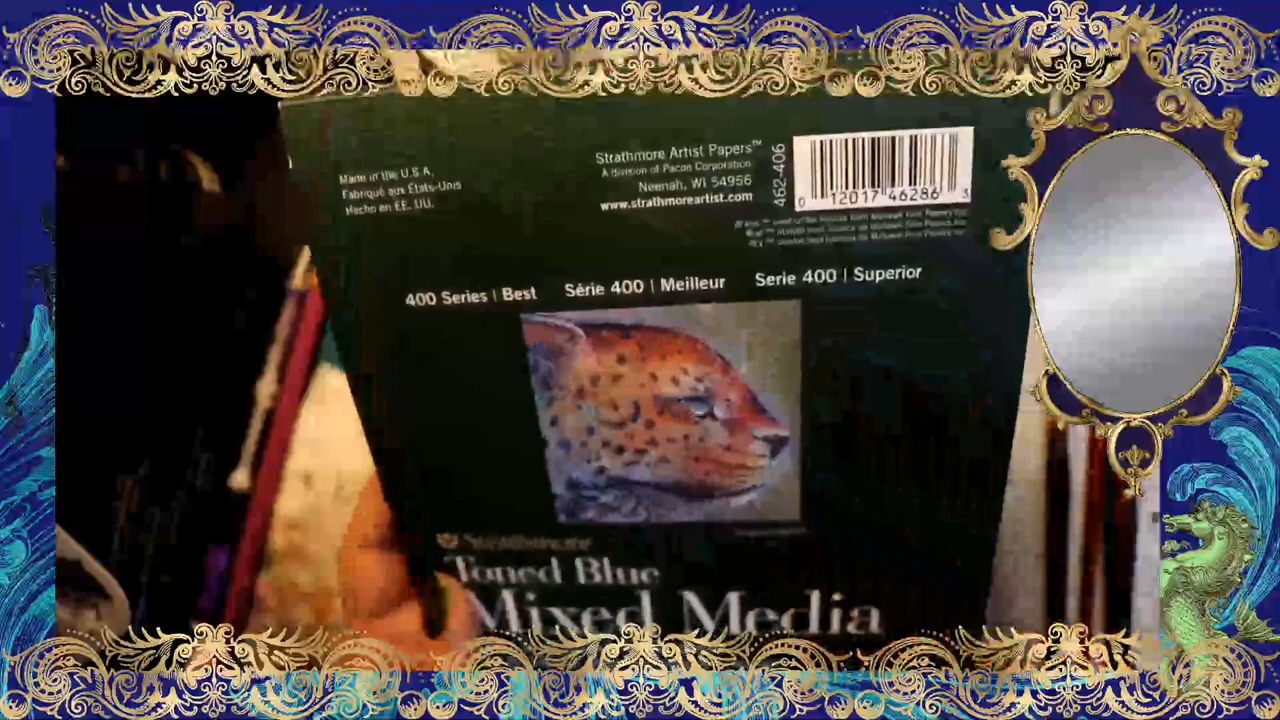 Made in the U.S.A.
Fabriqué aux États-Unis
Hecho en EE. UU.
Strathmore Artist Papers™
A division of Pacon Corporation
Neenah, WI 54956
www.strathmoreartist.com
462-406
0 12017 46286 3
400 Series | Best
Série 400 | Meilleur
Serie 400 | Superior
Strathmore
Toned Blue
Mixed Media